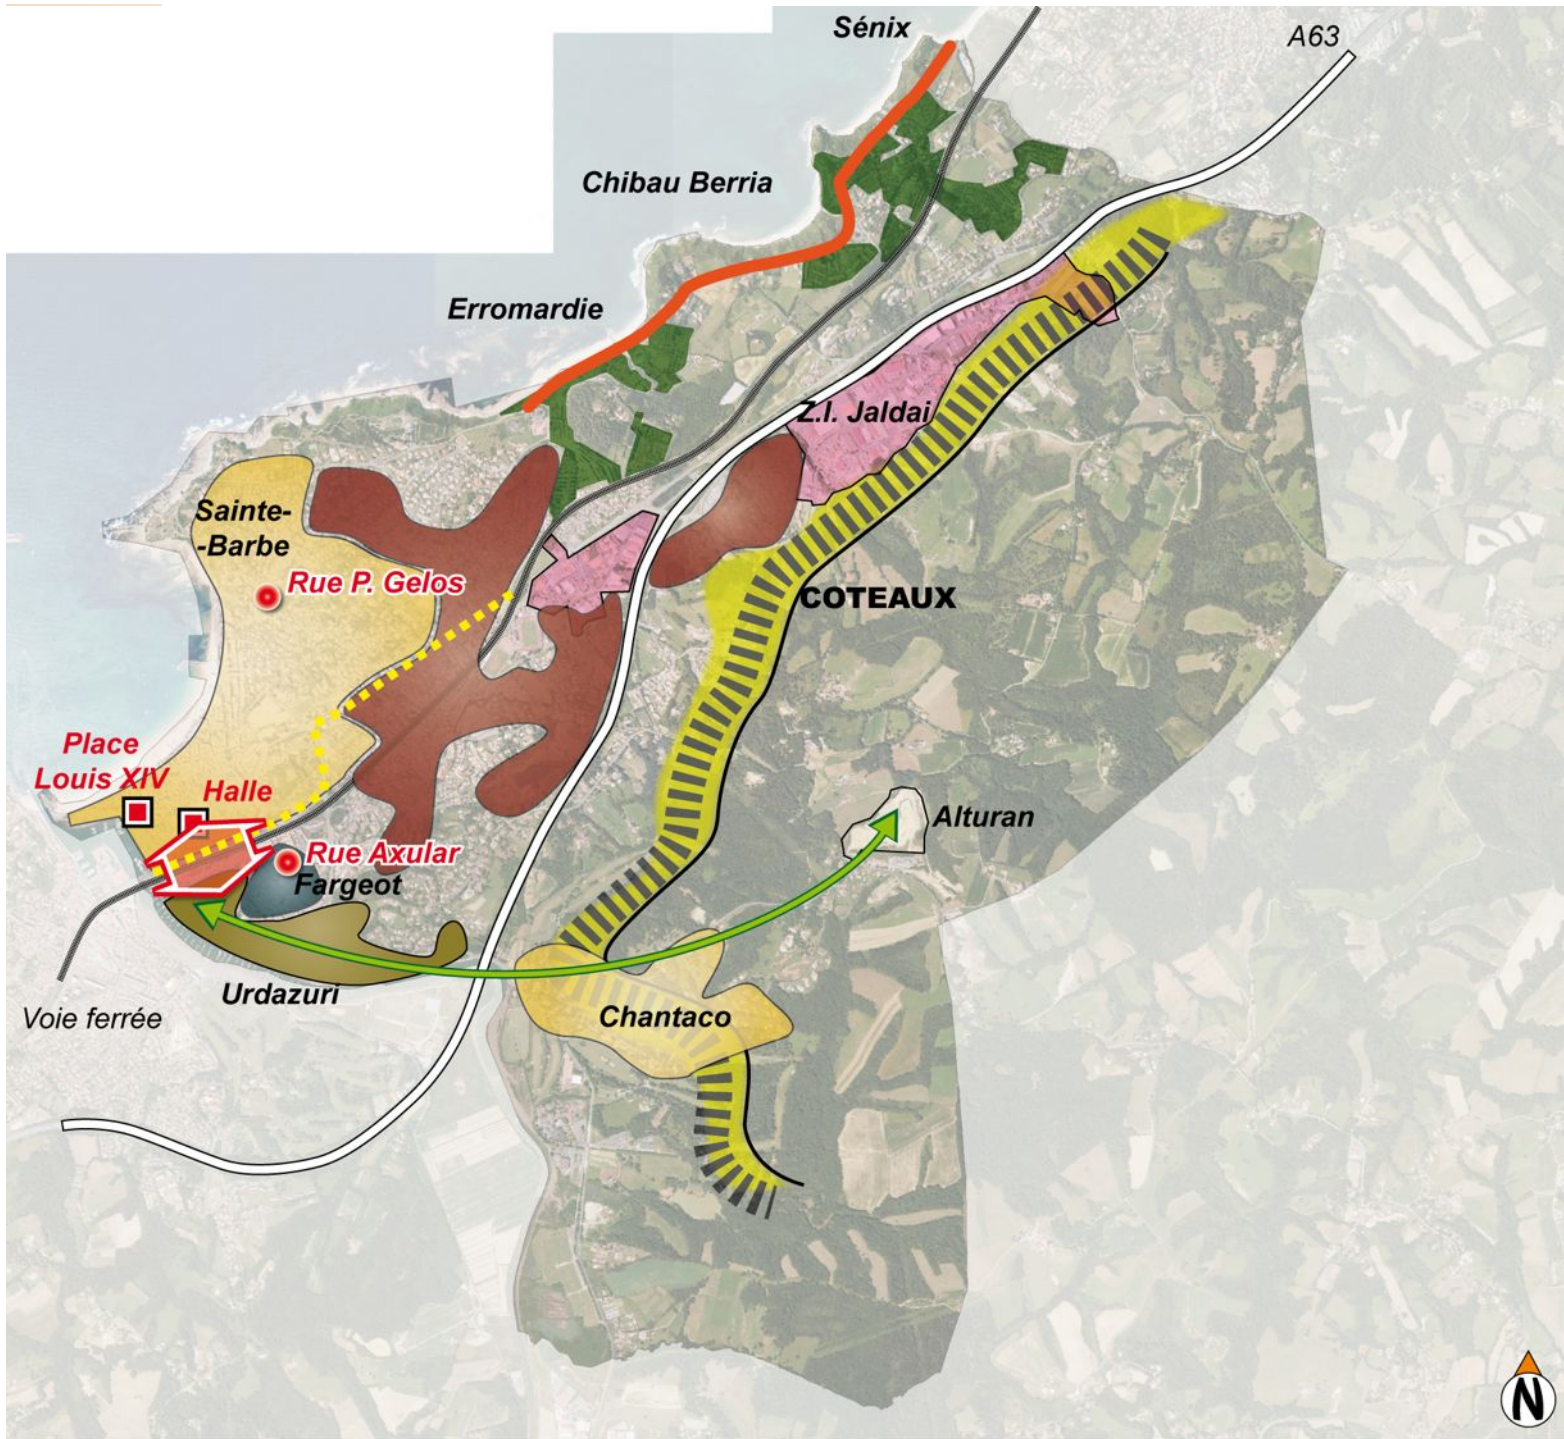 Sénix
A63
Chibau Berria
Erromardie
Z.I. Jaldai
Sainte-
-Barbe
Rue P. Gelos
COTEAUX
Place
Louis XIV
Halle
Alturan
Rue Axular
Fargeot
Urdazuri
Voie ferrée
Chantaco
N